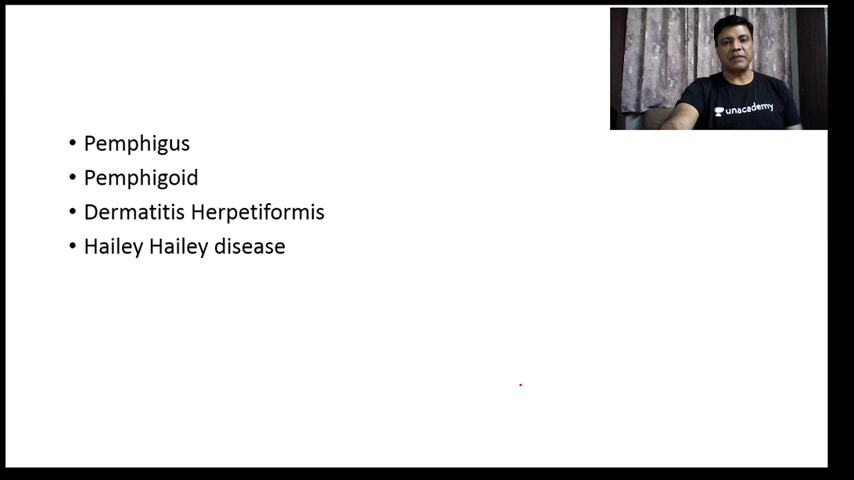 unacademy
• Pemphigus
• Pemphigoid
• Dermatitis Herpetiformis
• Hailey Hailey disease